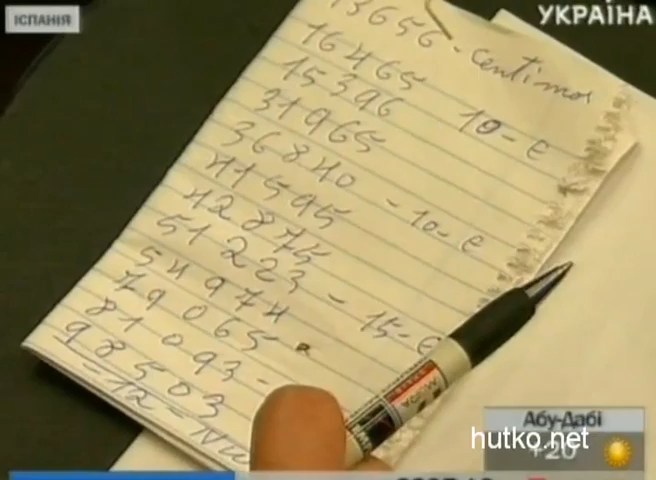 ІСПАНІЯ
УКРАЇНА
13656 - centimos
16465
15396 10 - €
31965
36840
41595 - 10 - €
42875
51223
54974 - 15 - €
79065
81093 -
98503
= 12 =
Абу-Дабі
+20
hutko.net